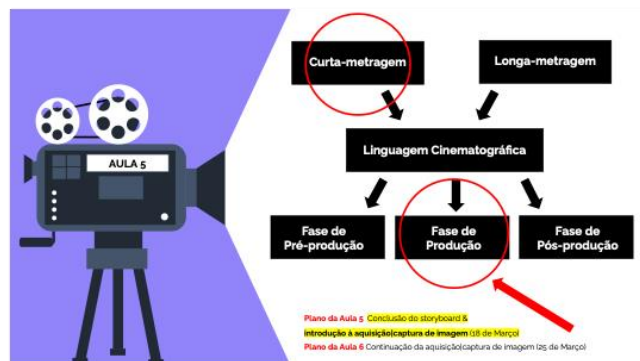 AULA 5
Curta-metragem
Longa-metragem
Linguagem Cinematográfica
Fase de
Pré-produção
Fase de
Produção
Fase de
Pós-produção
Plano da Aula 5 Conclusão do storyboard &
introdução à aquisição|captura de imagem (18 de Março)
Plano da Aula 6 Continuação da aquisição|captura de imagem (25 de Março)